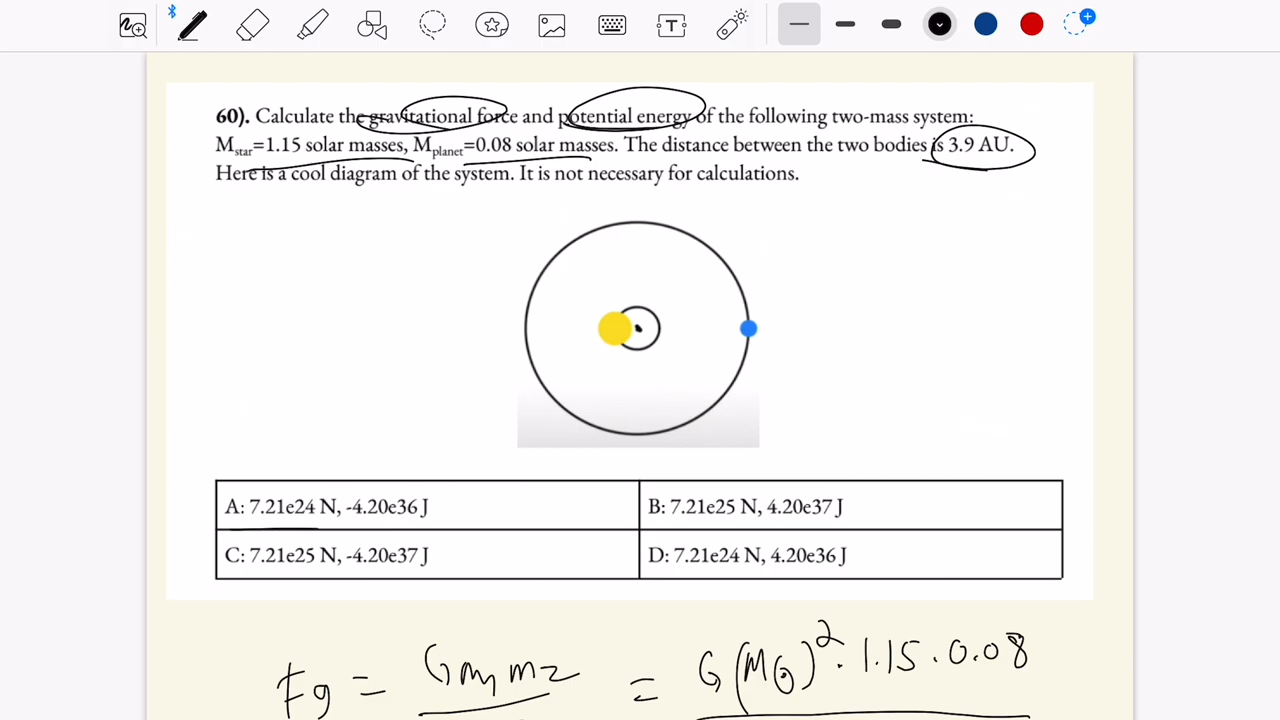 60). Calculate the gravitational force and potential energy of the following two-mass system:
Mstar=1.15 solar masses, Mplanet=0.08 solar masses. The distance between the two bodies is 3.9 AU.
Here is a cool diagram of the system. It is not necessary for calculations.
A: 7.21e24 N, -4.20e36 J
B: 7.21e25 N, 4.20e37 J
C: 7.21e25 N, -4.20e37 J
D: 7.21e24 N, 4.20e36 J
Fg = Gm1m2 = G(M⊙)²·1.15·0.08